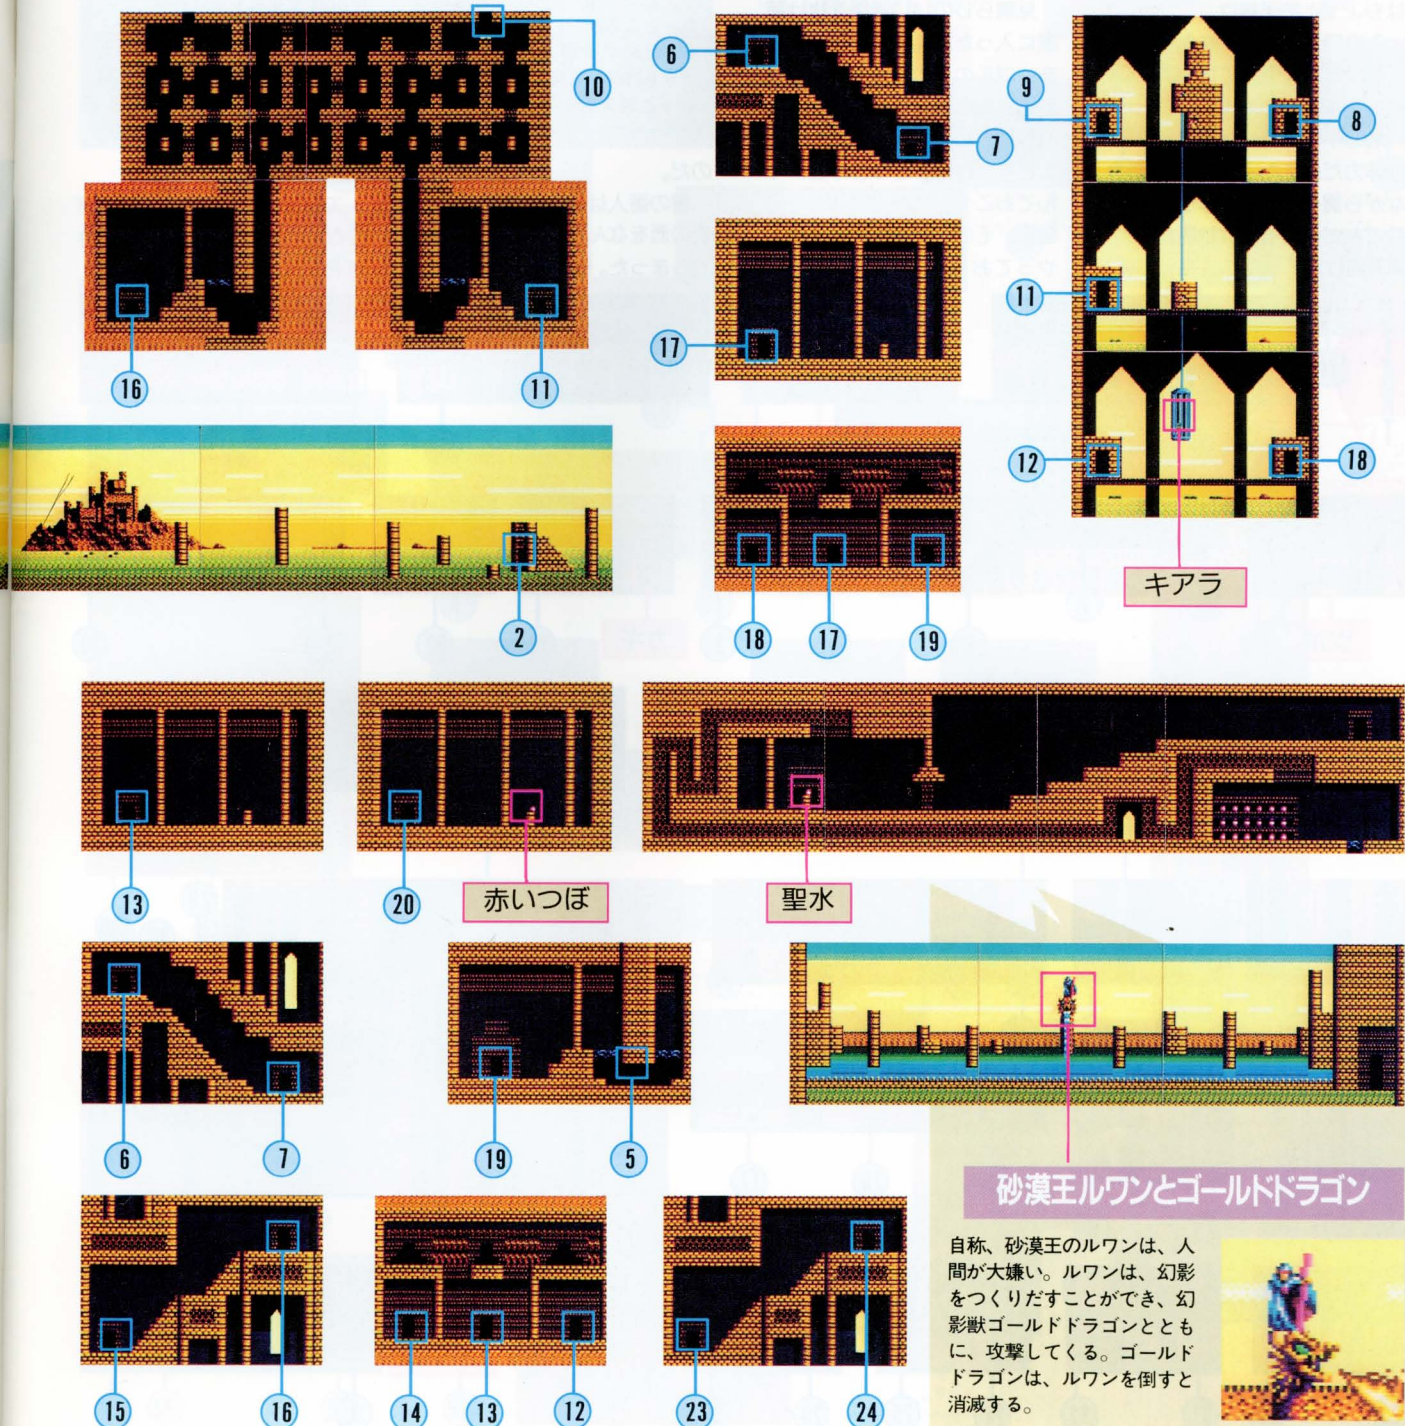 10
6
7
9
8
16
11
17
11
12
18
キアラ
2
18
17
19
13
20
赤いつぼ
聖水
6
7
19
5
砂漠王ルワンとゴールドドラゴン
自称、砂漠王のルワンは、人
間が大嫌い。ルワンは、幻影
をつくりだすことができ、幻
影獣ゴールドドラゴンととも
に、攻撃してくる。ゴールド
ドラゴンは、ルワンを倒すと
消滅する。
15
16
14
13
12
23
24